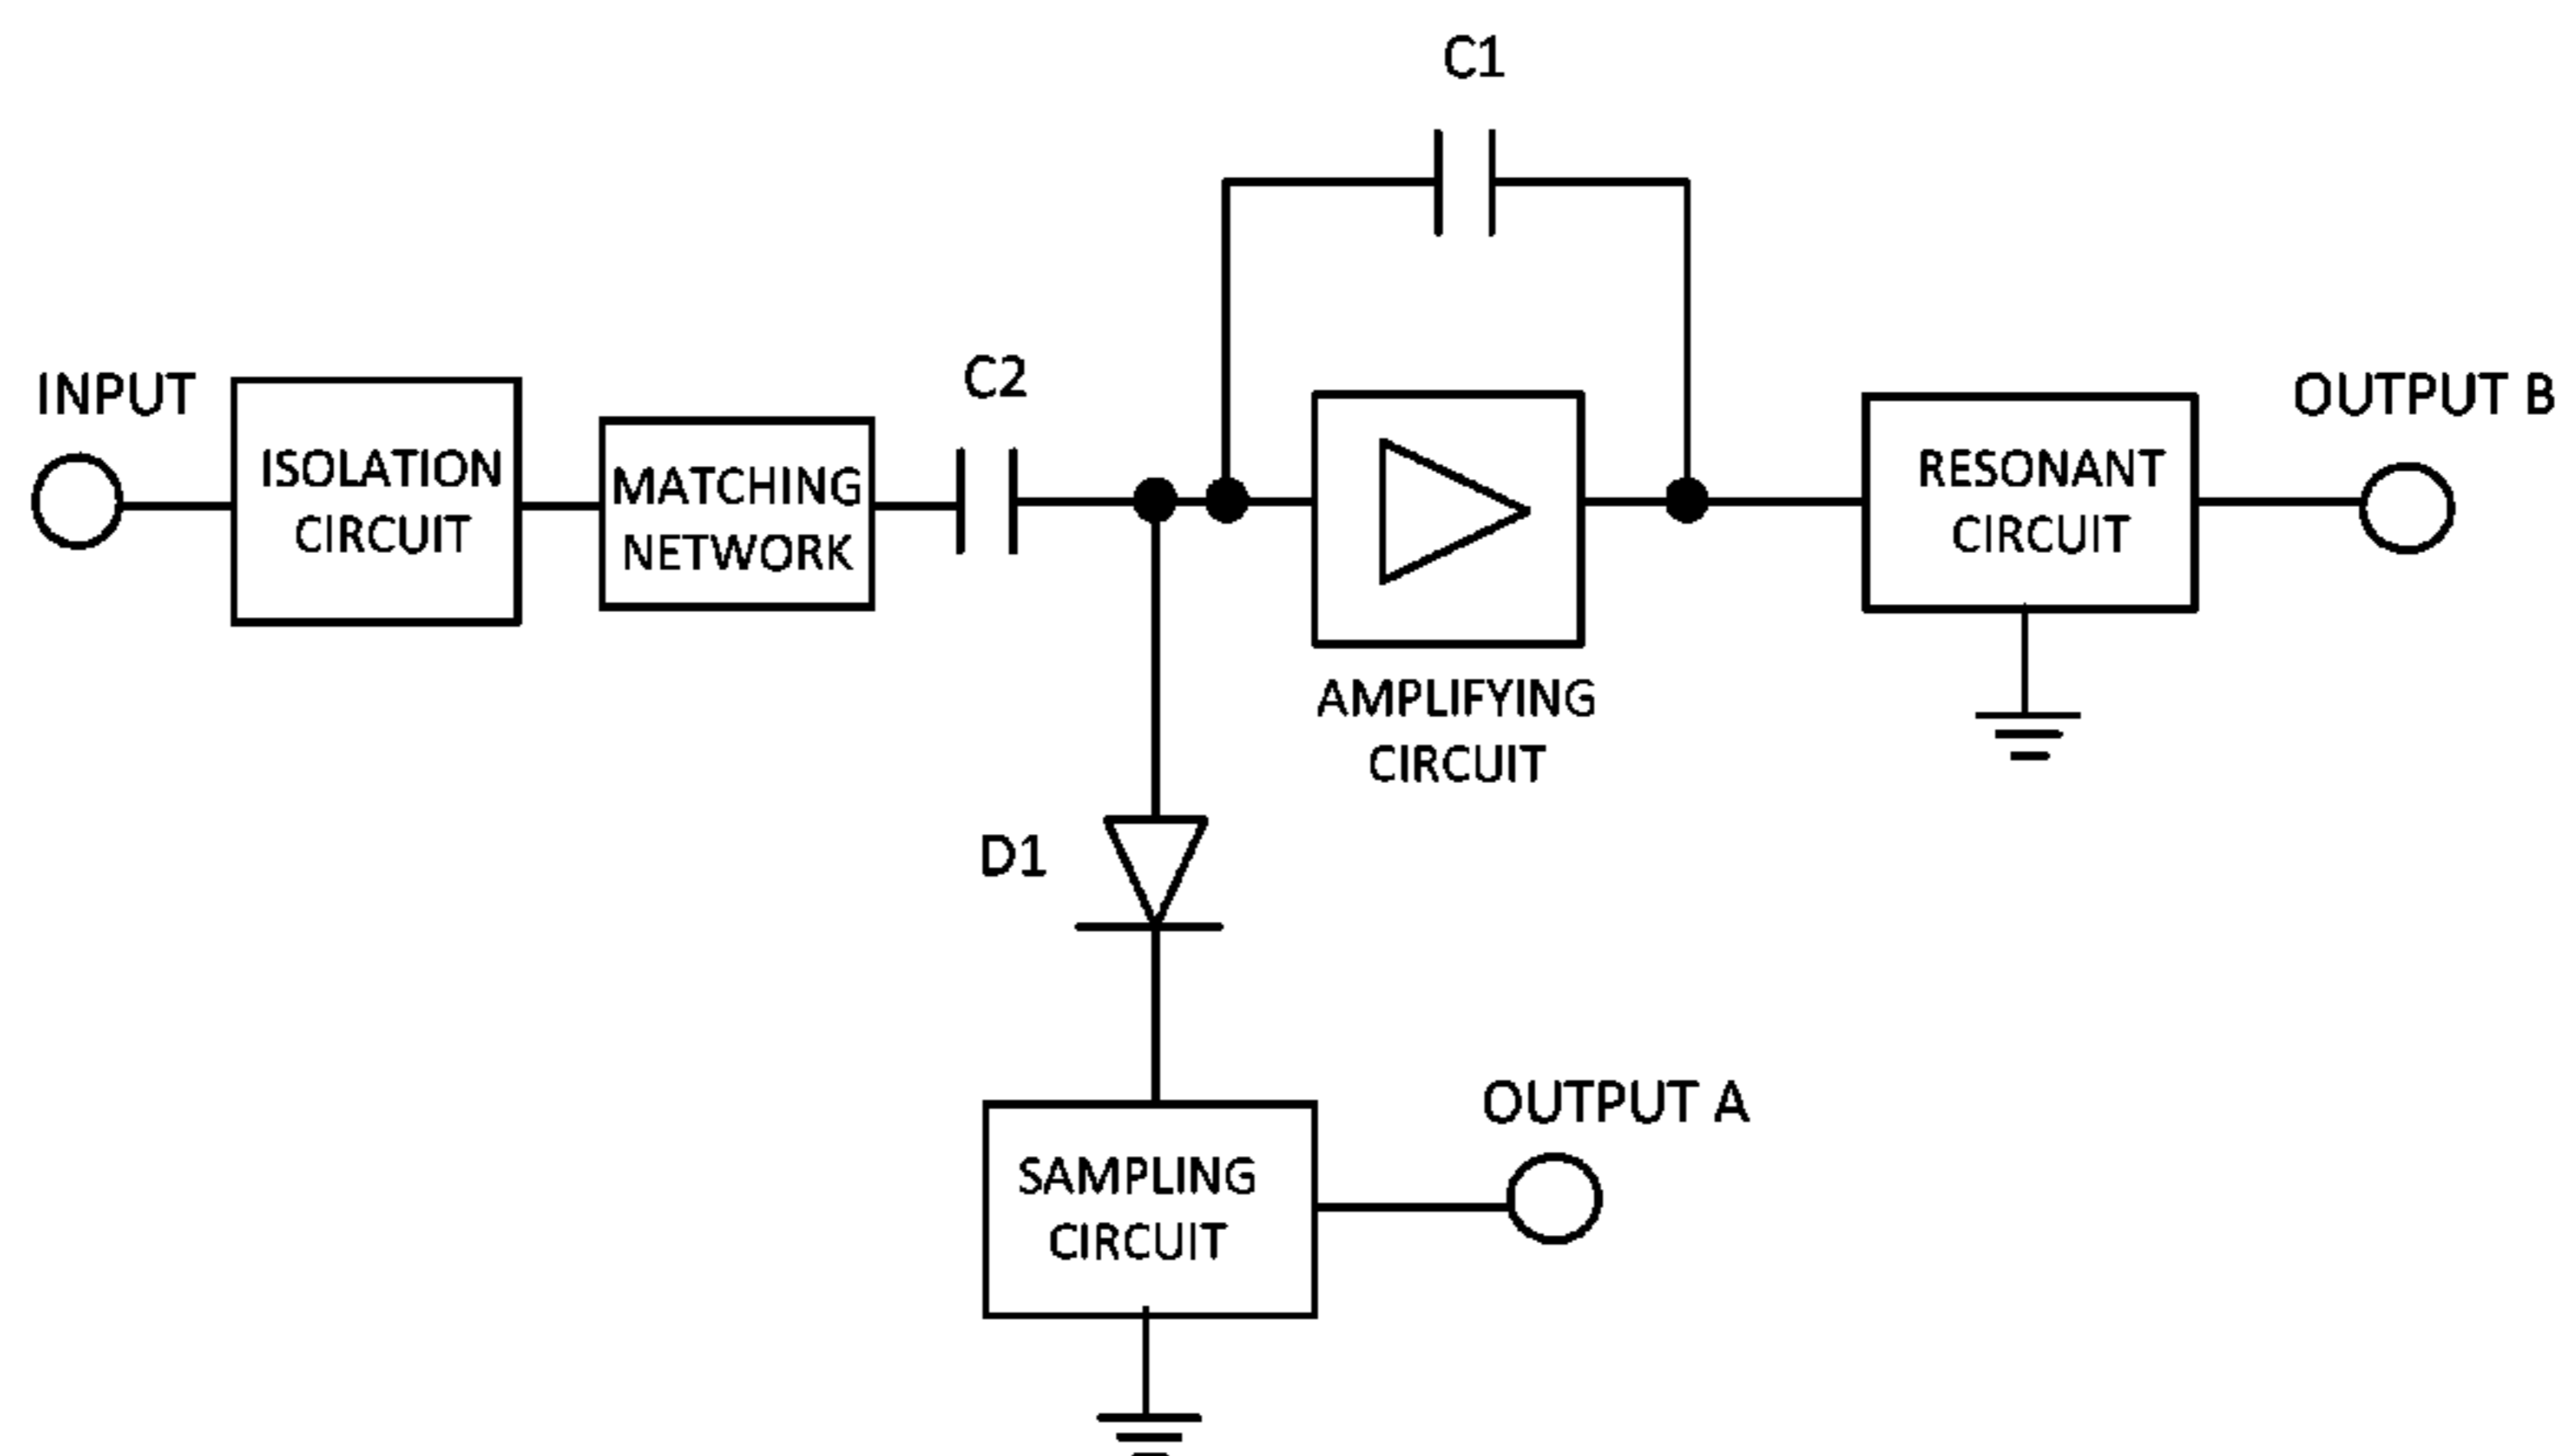 C1
INPUT
ISOLATION
CIRCUIT
MATCHING
NETWORK
C2
AMPLIFYING
CIRCUIT
RESONANT
CIRCUIT
OUTPUT B
D1
SAMPLING
CIRCUIT
OUTPUT A